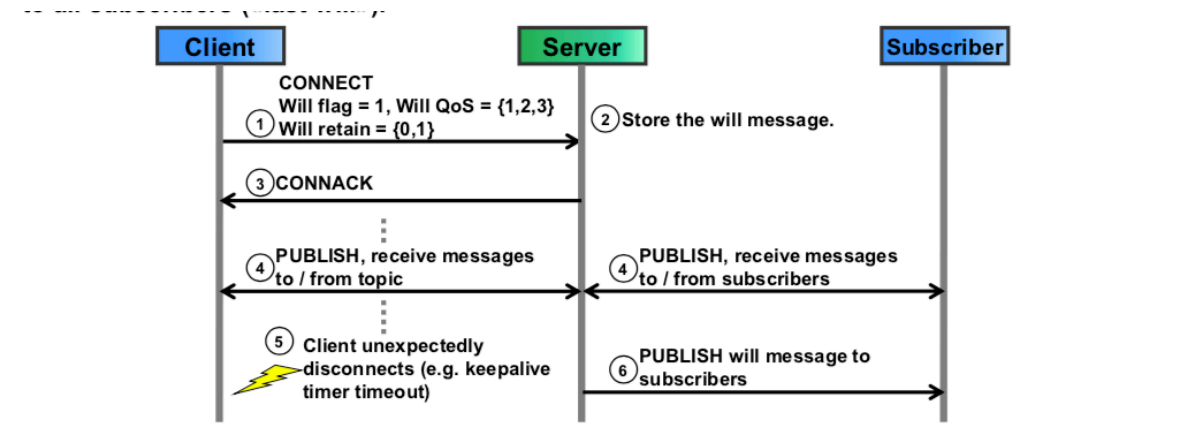 Client
Server
Subscriber
CONNECT
Will flag = 1, Will QoS = {1,2,3}
1 Will retain = {0,1}
2 Store the will message.
3 CONNACK
PUBLISH, receive messages
4 to / from topic
PUBLISH, receive messages
4 to / from subscribers
5 Client unexpectedly
disconnects (e.g. keepalive
timer timeout)
PUBLISH will message to
6 subscribers